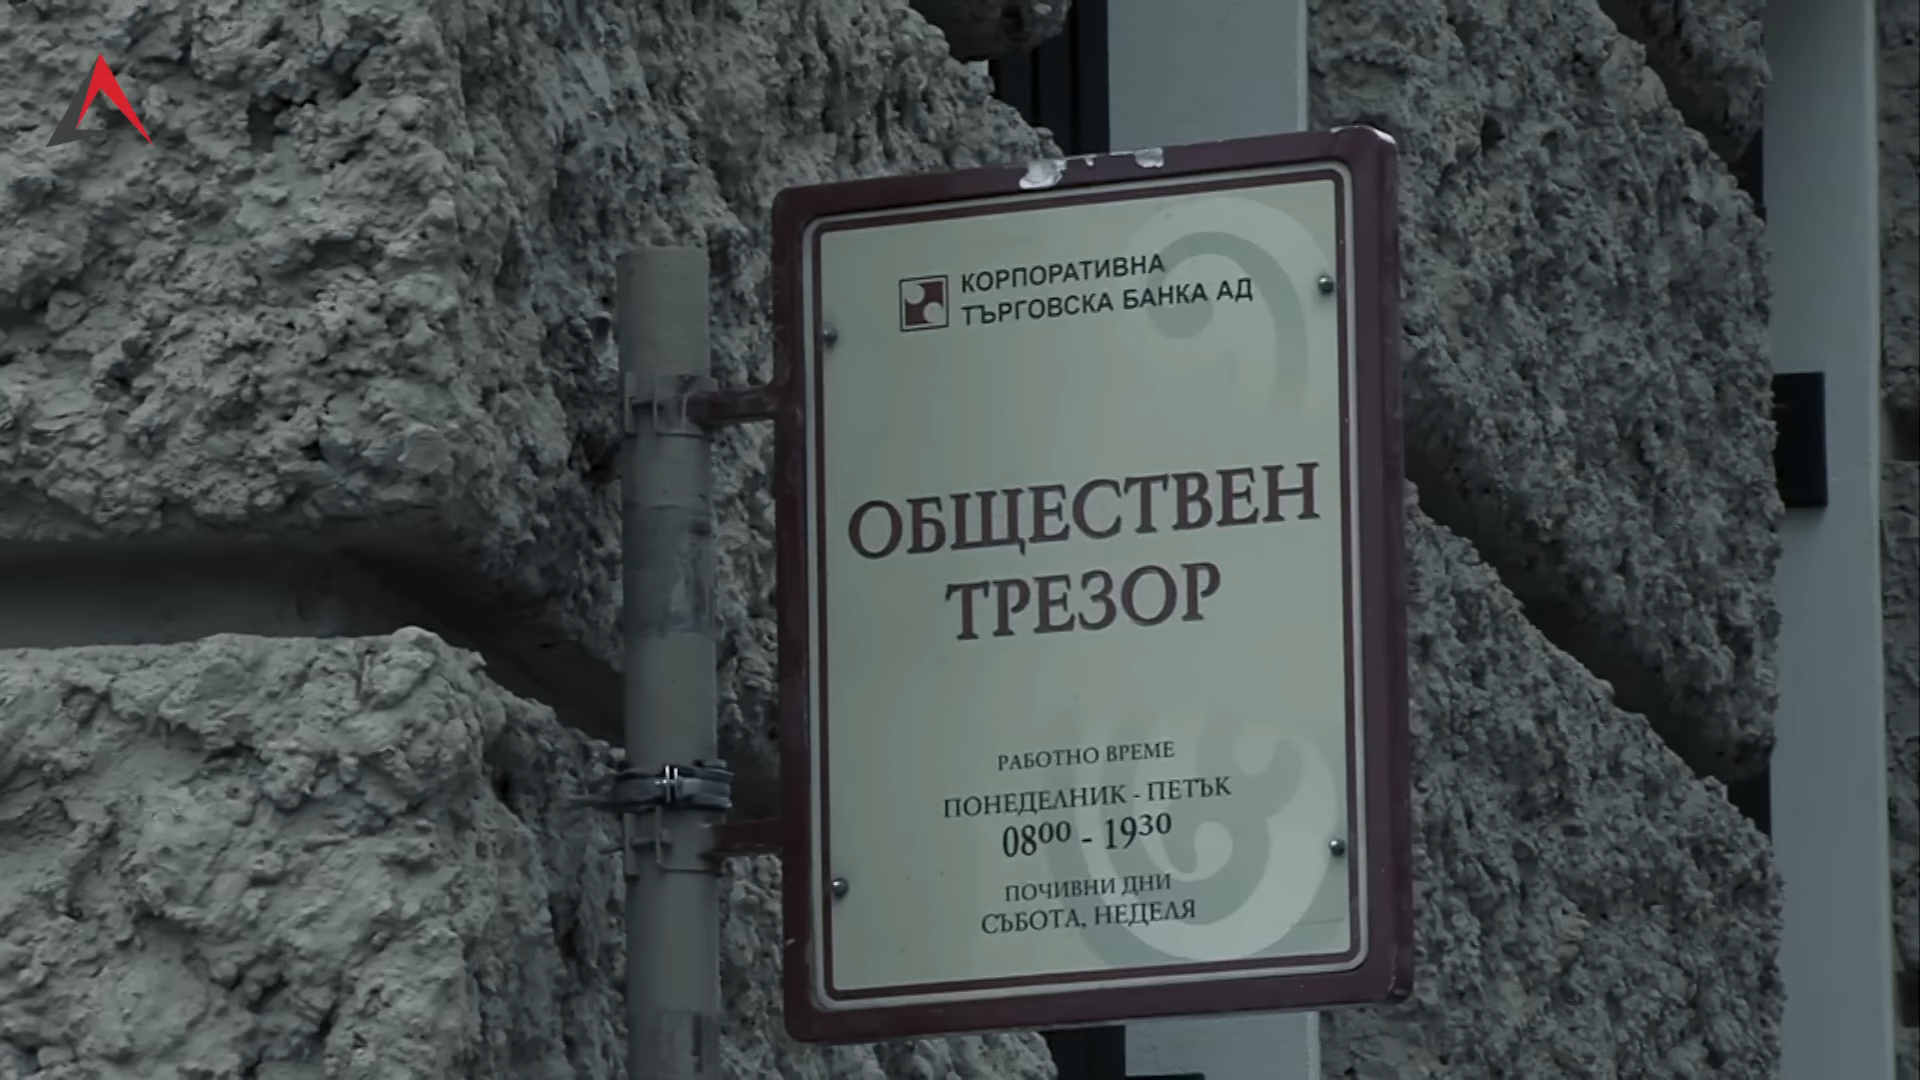 КОРПОРАТИВНА
ТЪРГОВСКА БАНКА АД
ОБЩЕСТВЕН
ТРЕЗОР
РАБОТНО ВРЕМЕ
ПОНЕДЕЛНИК - ПЕТЪК
08⁰⁰ - 19³⁰
ПОЧИВНИ ДНИ
СЪБОТА, НЕДЕЛЯ